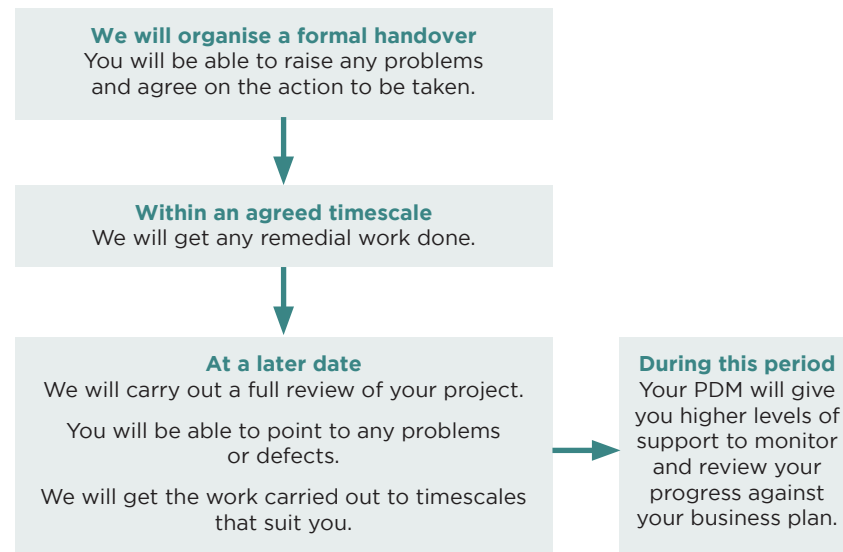 We will organise a formal handover
You will be able to raise any problems
and agree on the action to be taken.
Within an agreed timescale
We will get any remedial work done.
At a later date
We will carry out a full review of your project.
You will be able to point to any problems
or defects.
We will get the work carried out to timescales
that suit you.
During this period
Your PDM will give
you higher levels of
support to monitor
and review your
progress against
your business plan.